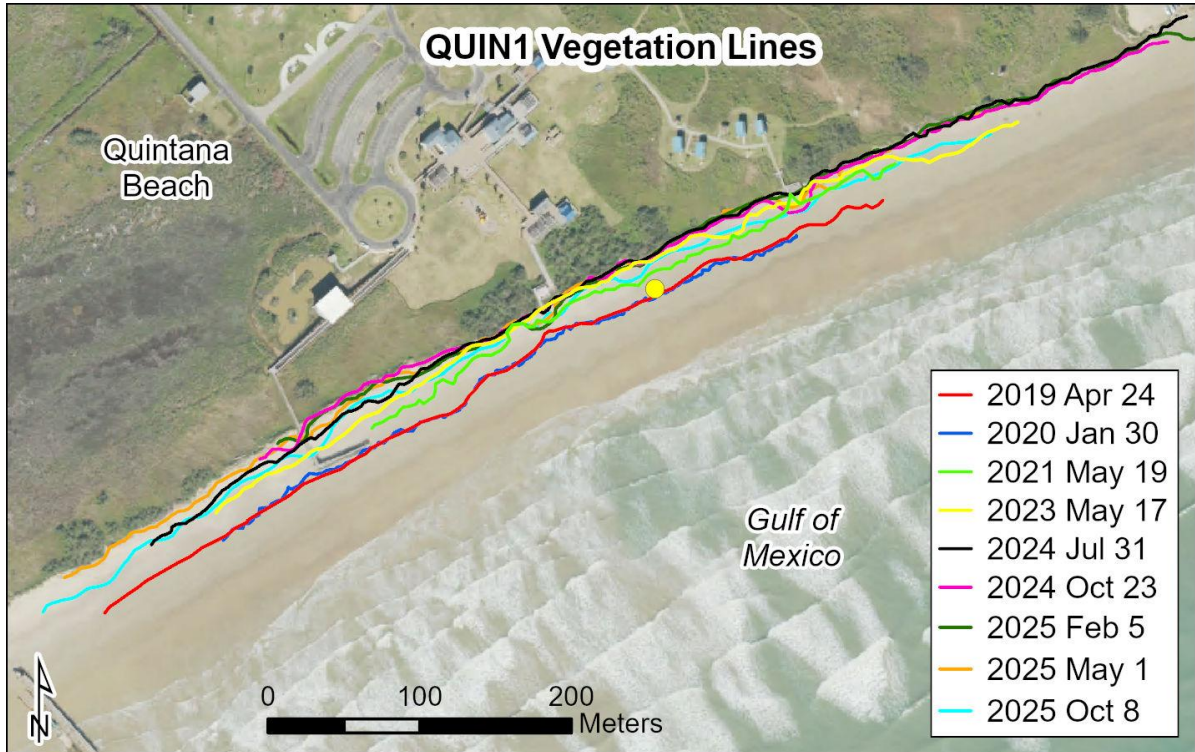 QUIN1 Vegetation Lines
Quintana
Beach
2019 Apr 24
2020 Jan 30
2021 May 19
2023 May 17
2024 Jul 31
2024 Oct 23
2025 Feb 5
2025 May 1
2025 Oct 8
Gulf of
Mexico
N
0 100 200
Meters